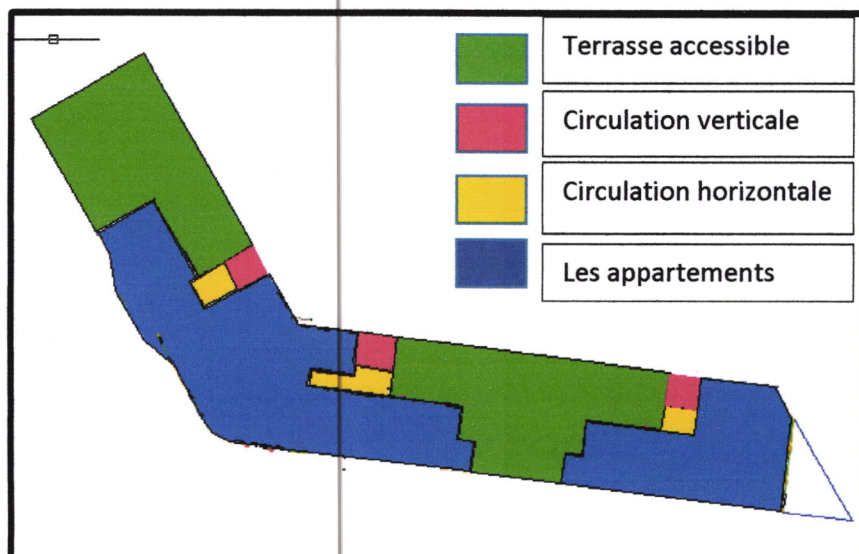 Terrasse accessible
Circulation verticale
Circulation horizontale
Les appartements